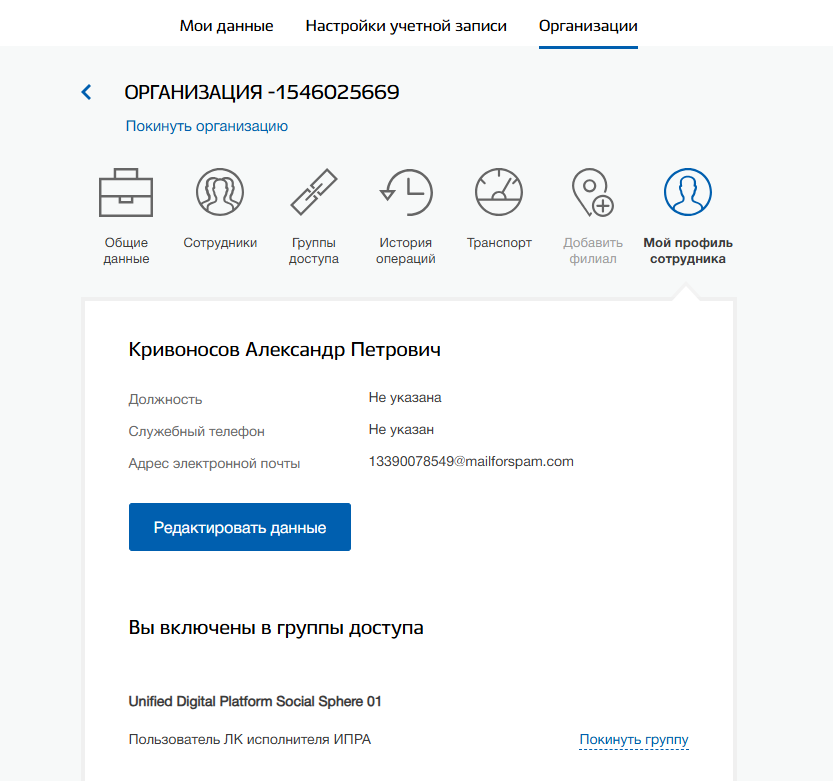 Мои данные Настройки учетной записи Организации
ОРГАНИЗАЦИЯ -1546025669
Покинуть организацию
Общие данные
Сотрудники
Группы доступа
История операций
Транспорт
Добавить филиал
Мой профиль сотрудника
Кривоносов Александр Петрович
Должность Не указана
Служебный телефон Не указан
Адрес электронной почты 13390078549@mailforspam.com
Редактировать данные
Вы включены в группы доступа
Unified Digital Platform Social Sphere 01
Пользователь ЛК исполнителя ИПРА Покинуть группу